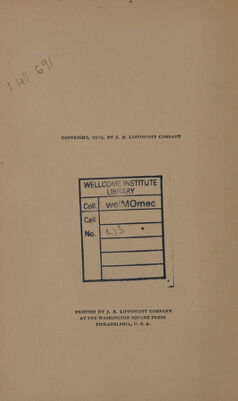 COPYRIGHT, 1919, BY J. B. LIPPINCOTT COMPANY
WELLCOME INSTITUTE
LIBRARY
Coll. welMOmec
Call
No.
PRINTED BY J. B. LIPPINCOTT COMPANY
AT THE WASHINGTON SQUARE PRESS
PHILADELPHIA, U. S. A.